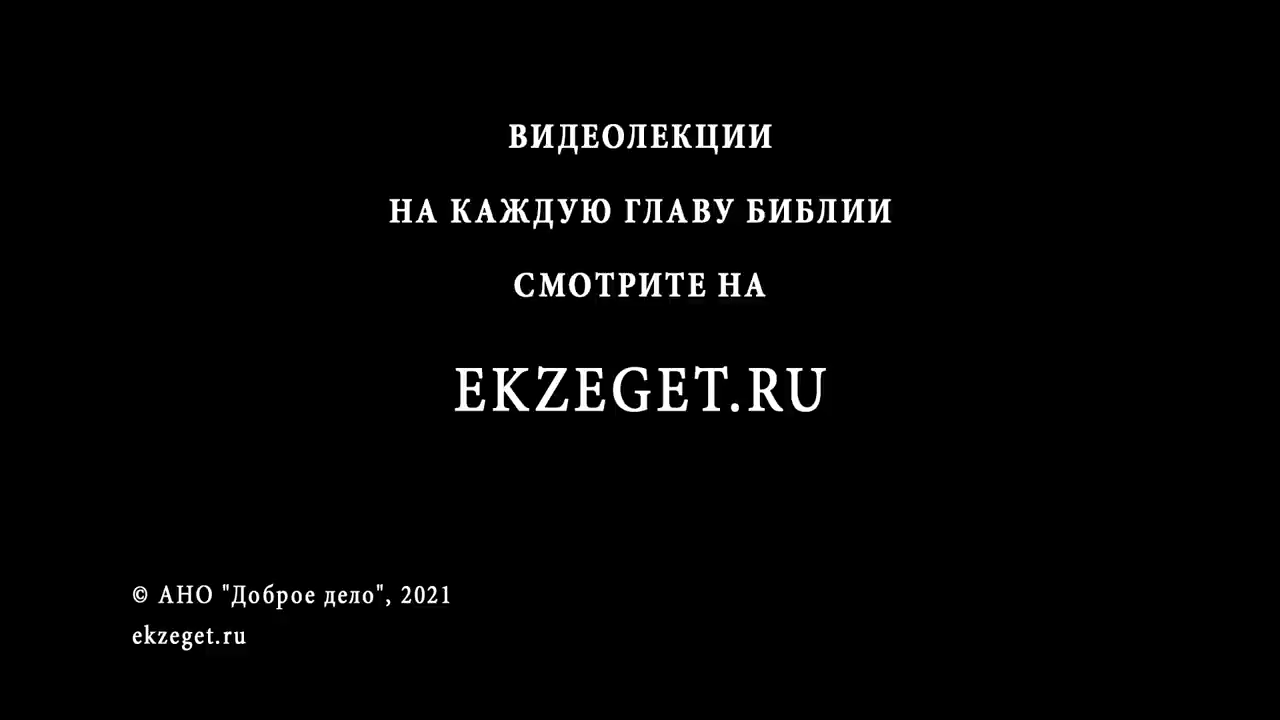 ВИДЕОЛЕКЦИИ
НА КАЖДУЮ ГЛАВУ БИБЛИИ
СМОТРИТЕ НА
EKZEGET.RU
© АНО "Доброе дело", 2021
ekzeget.ru